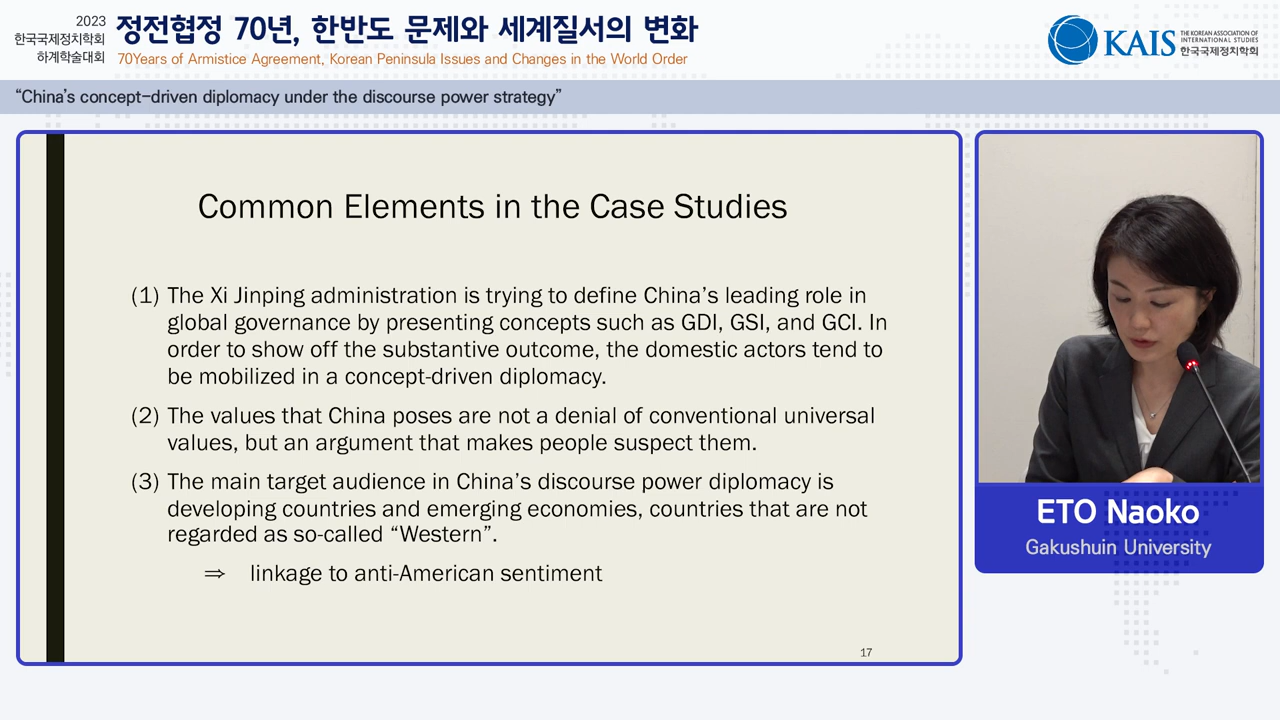 2023
한국국제정치학회
하계학술대회
정전협정 70년, 한반도 문제와 세계질서의 변화
70Years of Armistice Agreement, Korean Peninsula Issues and Changes in the World Order
KAIS
THE KOREAN ASSOCIATION OF
INTERNATIONAL STUDIES
한국국제정치학회
“China’s concept-driven diplomacy under the discourse power strategy”
Common Elements in the Case Studies
(1) The Xi Jinping administration is trying to define China’s leading role in
global governance by presenting concepts such as GDI, GSI, and GCI. In
order to show off the substantive outcome, the domestic actors tend to
be mobilized in a concept-driven diplomacy.
(2) The values that China poses are not a denial of conventional universal
values, but an argument that makes people suspect them.
(3) The main target audience in China’s discourse power diplomacy is
developing countries and emerging economies, countries that are not
regarded as so-called “Western”.
⇒ linkage to anti-American sentiment
17
ETO Naoko
Gakushuin University